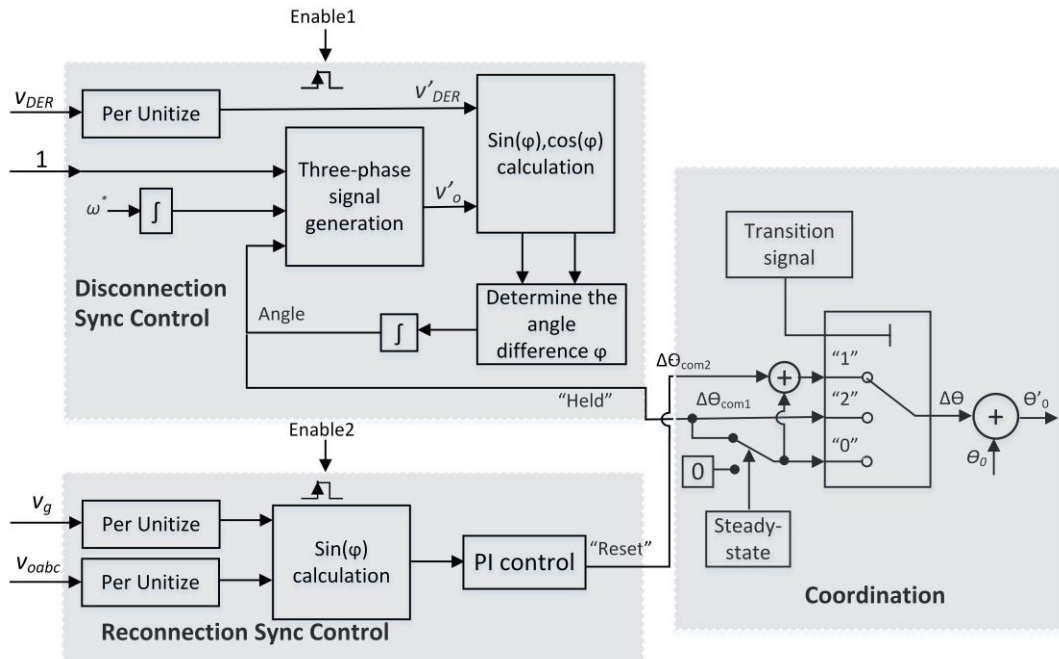 Enable1
v_DER
Per Unitize
v'_DER
Sin(φ),cos(φ)
calculation
1
Three-phase
signal
generation
v'_o
ω*
∫
Disconnection
Sync Control
Angle
∫
Determine the
angle
difference φ
"Held"
Enable2
v_g
Per Unitize
v_oabc
Per Unitize
Sin(φ)
calculation
PI control
"Reset"
Reconnection Sync Control
Transition
signal
Δϴ_com2
+
"1"
Δϴ_com1
"2"
Δϴ
+
ϴ'_0
"0"
ϴ_0
0
Steady-
state
Coordination